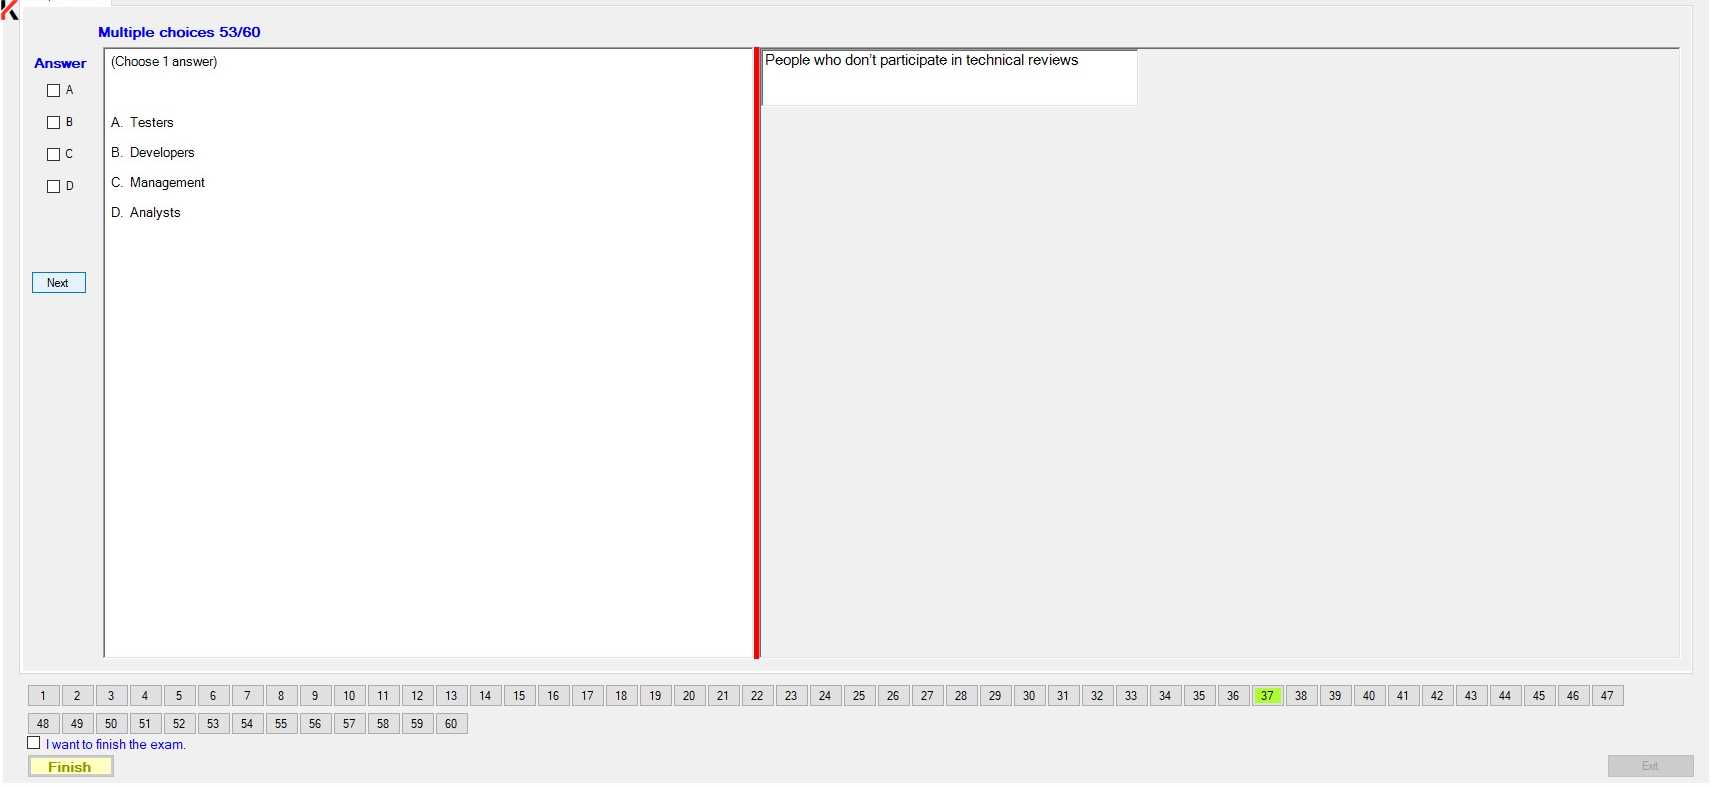 Multiple choices 53/60
Answer
A
B
C
D
Next
(Choose 1 answer)
A. Testers
B. Developers
C. Management
D. Analysts
People who don't participate in technical reviews
1 2 3 4 5 6 7 8 9 10 11 12 13 14 15 16 17 18 19 20 21 22 23 24 25 26 27 28 29 30 31 32 33 34 35 36 37 38 39 40 41 42 43 44 45 46 47
48 49 50 51 52 53 54 55 56 57 58 59 60
I want to finish the exam.
Finish
Exit